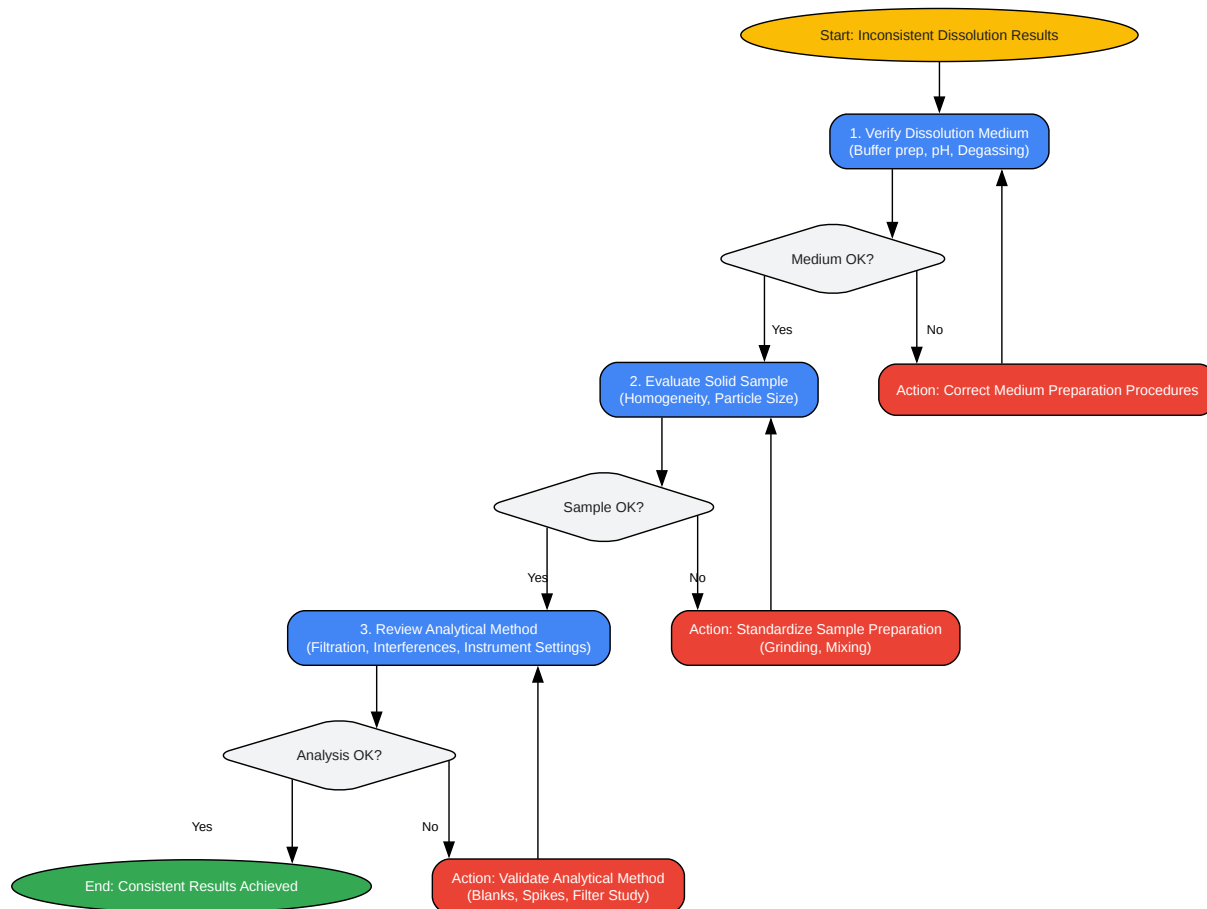 Start: Inconsistent Dissolution Results
1. Verify Dissolution Medium
(Buffer prep, pH, Degassing)
Medium OK?
Yes
No
2. Evaluate Solid Sample
(Homogeneity, Particle Size)
Action: Correct Medium Preparation Procedures
Sample OK?
Yes
No
3. Review Analytical Method
(Filtration, Interferences, Instrument Settings)
Action: Standardize Sample Preparation
(Grinding, Mixing)
Analysis OK?
Yes
No
End: Consistent Results Achieved
Action: Validate Analytical Method
(Blanks, Spikes, Filter Study)